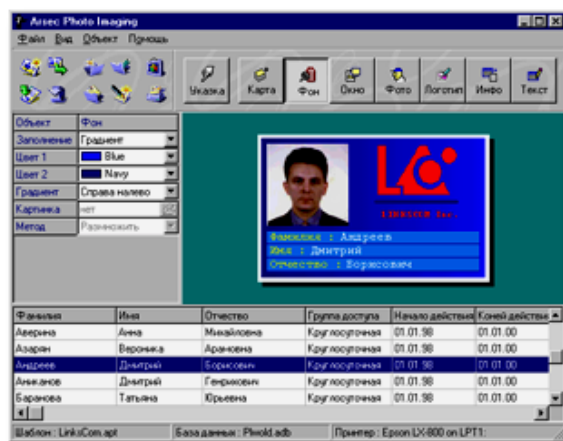 Aisec Photo Imaging
Файл Вид Объект Помощь
Указка Карта Фон Окно Фото Логотип Инфо Текст
Объект Фон
Заполнение Градиент
Цвет 1 Blue
Цвет 2 Navy
Градиент Справа налево
Картинка нет
Метод Размножить
Фамилия : Андреев
Имя : Дмитрий
Отчество : Борисович
Фамилия Имя Отчество Группа доступа Начало действия Коней действи
Аверина Анна Михайловна Круглосуточная 01.01.98 01.01.00
Азарян Вероника Арамовна Круглосуточная 01.01.98 01.01.00
Андреев Дмитрий Борисович Круглосуточная 01.01.98 01.01.00
Аниканов Дмитрий Генрихович Круглосуточная 01.01.98 01.01.00
Баранова Татьяна Юрьевна Круглосуточная 01.01.98 01.01.00
Шаблон : LinksCom.apt База данных : Plwold.adb Принтер : Epson LX-800 on LPT1: